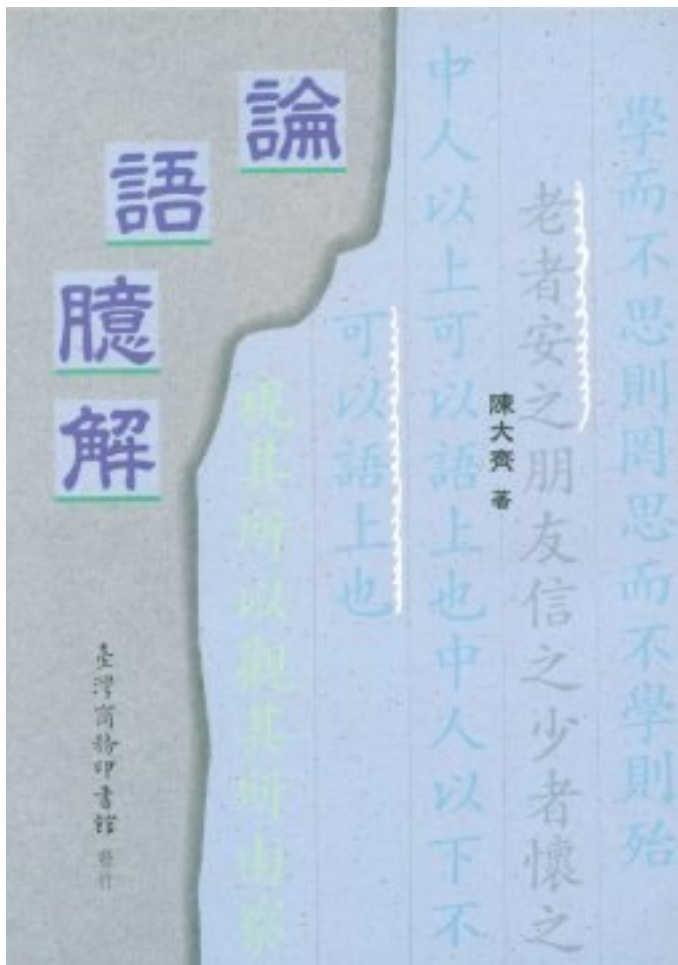 論語臆解
陳大齊 著
學而不思則罔思而不學則殆
老者安之朋友信之少者懷之
中人以上可以語上也中人以下不
可以語上也
視其所以觀其所由察
臺灣商務印書館 發行